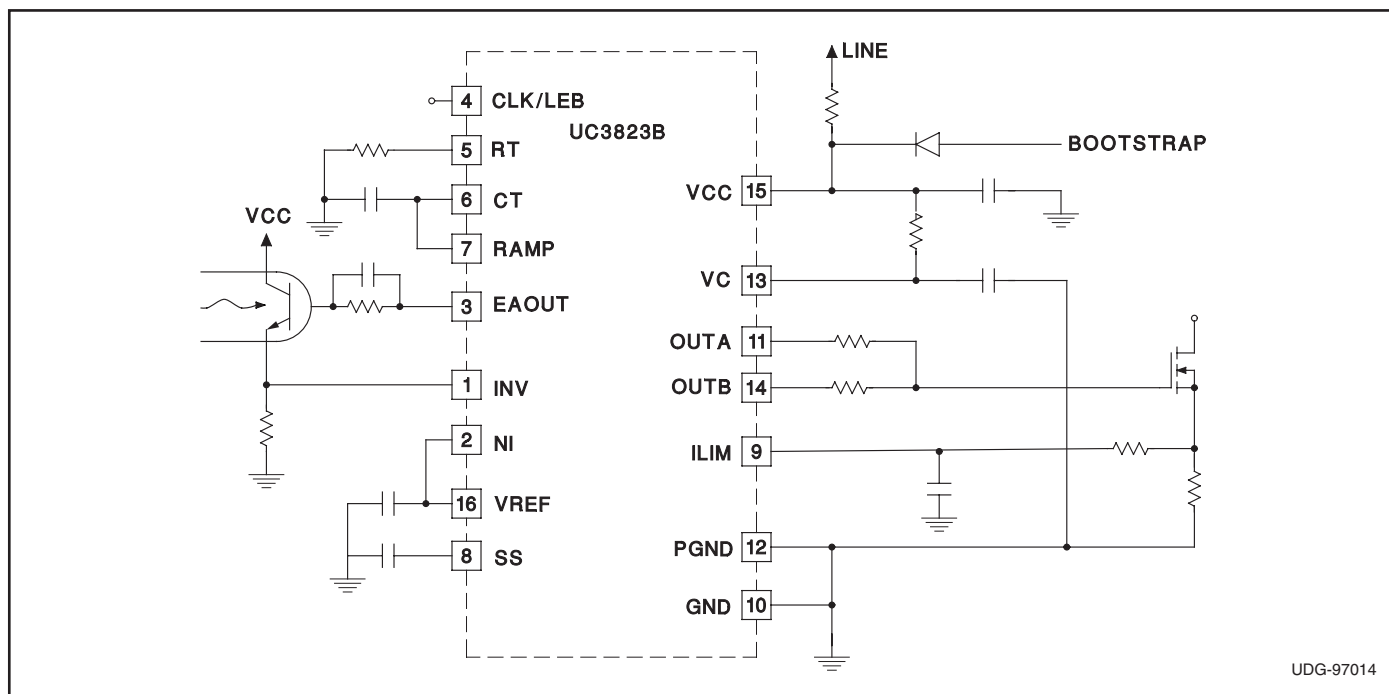 LINE
4 CLK/LEB
UC3823B
BOOTSTRAP
5 RT
VCC 15
6 CT
VCC
7 RAMP
VC 13
3 EAOUT
OUTA 11
1 INV
OUTB 14
2 NI
ILIM 9
16 VREF
PGND 12
8 SS
GND 10
UDG-97014